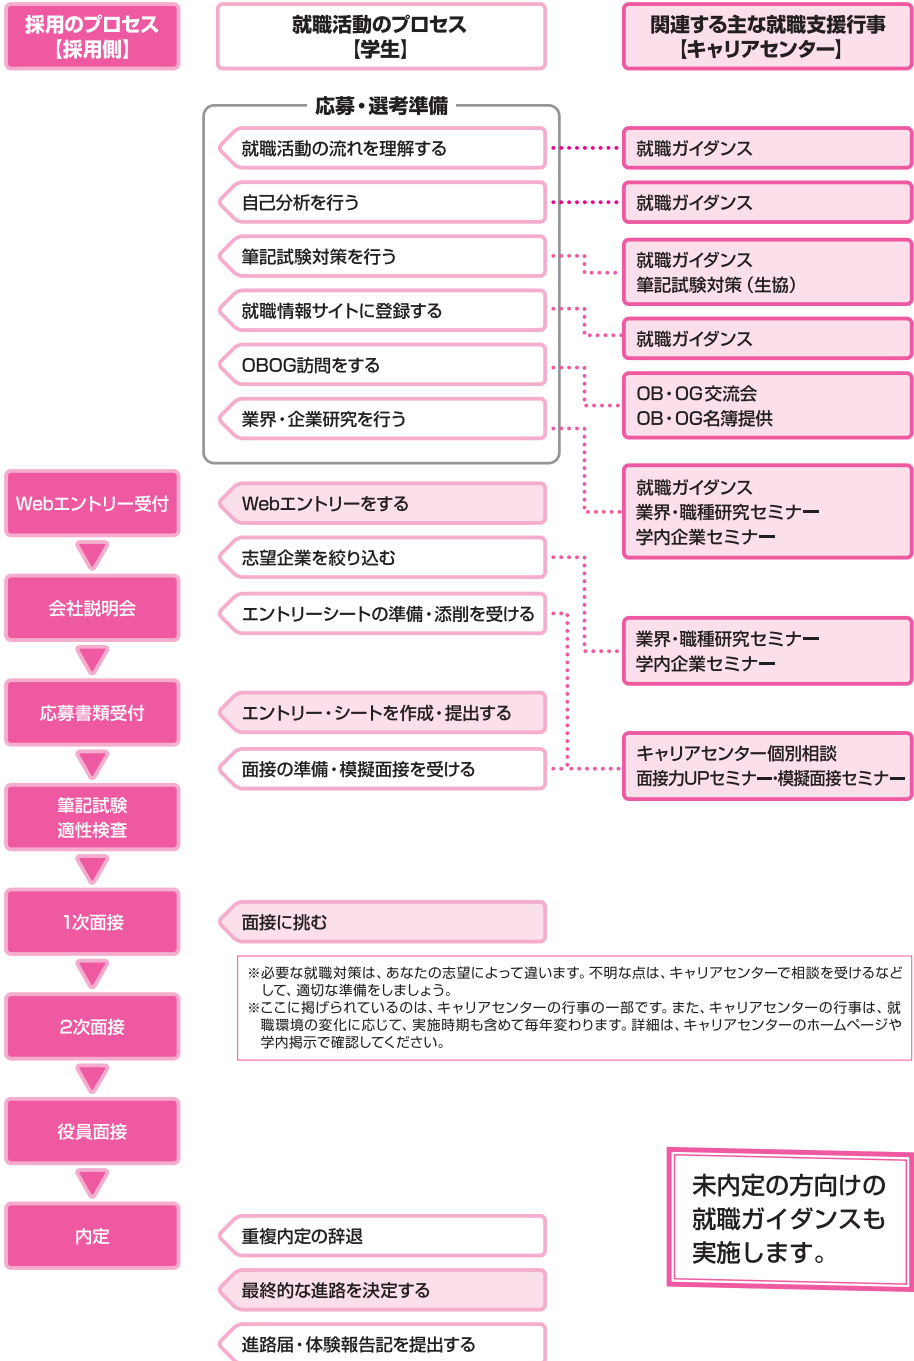 採用のプロセス
【採用側】
就職活動のプロセス
【学生】
関連する主な就職支援行事
【キャリアセンター】
応募・選考準備
就職活動の流れを理解する
就職ガイダンス
自己分析を行う
就職ガイダンス
筆記試験対策を行う
就職ガイダンス
筆記試験対策（生協）
就職情報サイトに登録する
就職ガイダンス
OBOG訪問をする
OB・OG交流会
OB・OG名簿提供
業界・企業研究を行う
就職ガイダンス
業界・職種研究セミナー
学内企業セミナー
Webエントリー受付
Webエントリーをする
志望企業を絞り込む
会社説明会
エントリーシートの準備・添削を受ける
業界・職種研究セミナー
学内企業セミナー
応募書類受付
エントリー・シートを作成・提出する
面接の準備・模擬面接を受ける
キャリアセンター個別相談
面接力UPセミナー・模擬面接セミナー
筆記試験
適性検査
1次面接
面接に挑む
※必要な就職対策は、あなたの志望によって違います。不明な点は、キャリアセンターで相談を受けるなど
して、適切な準備をしましょう。
※ここに掲げられているのは、キャリアセンターの行事の一部です。また、キャリアセンターの行事は、就
職環境の変化に応じて、実施時期も含めて毎年変わります。詳細は、キャリアセンターのホームページや
学内掲示で確認してください。
2次面接
役員面接
未内定の方向けの
就職ガイダンスも
実施します。
内定
重複内定の辞退
最終的な進路を決定する
進路届・体験報告記を提出する